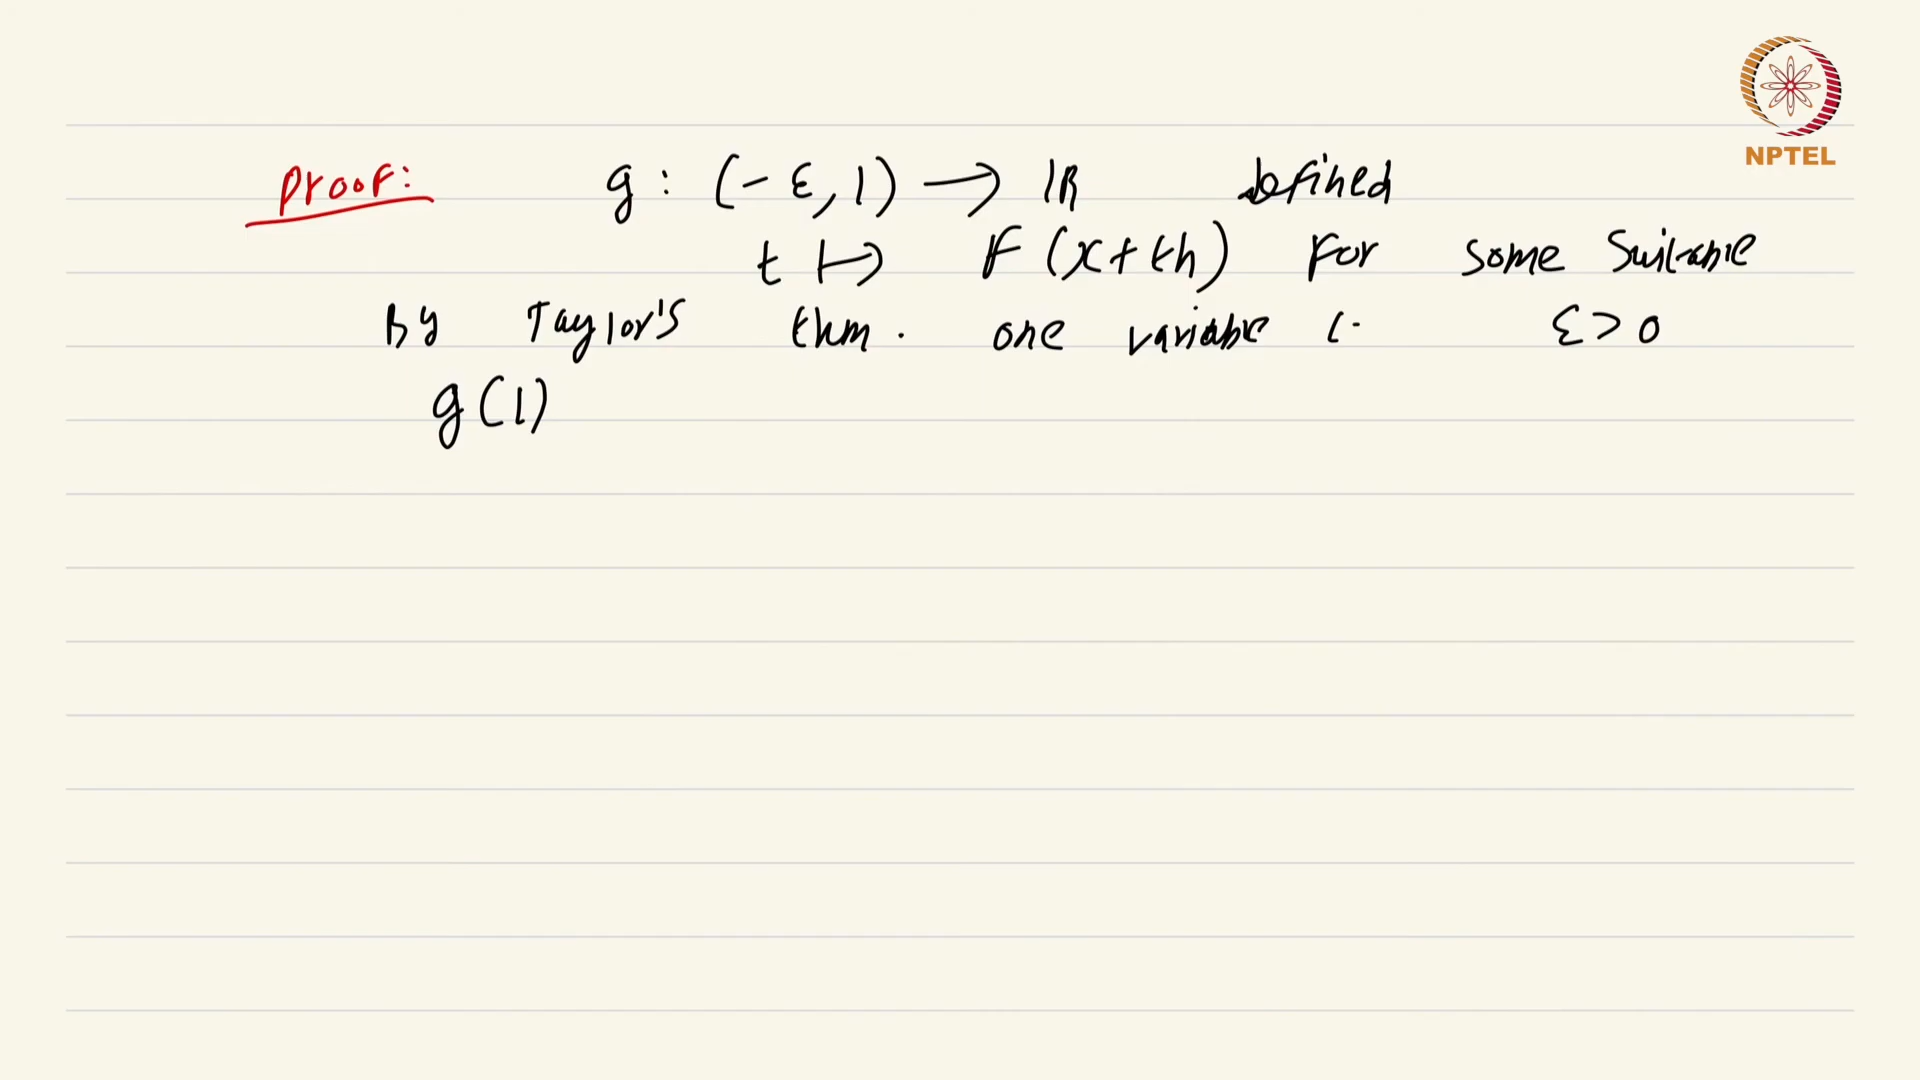 NPTEL
Proof: g : (-ε, 1) → ℝ defined
t ↦ F(x+th) for some suitable
By Taylor's thm. one variable (· ε>0
g(1)